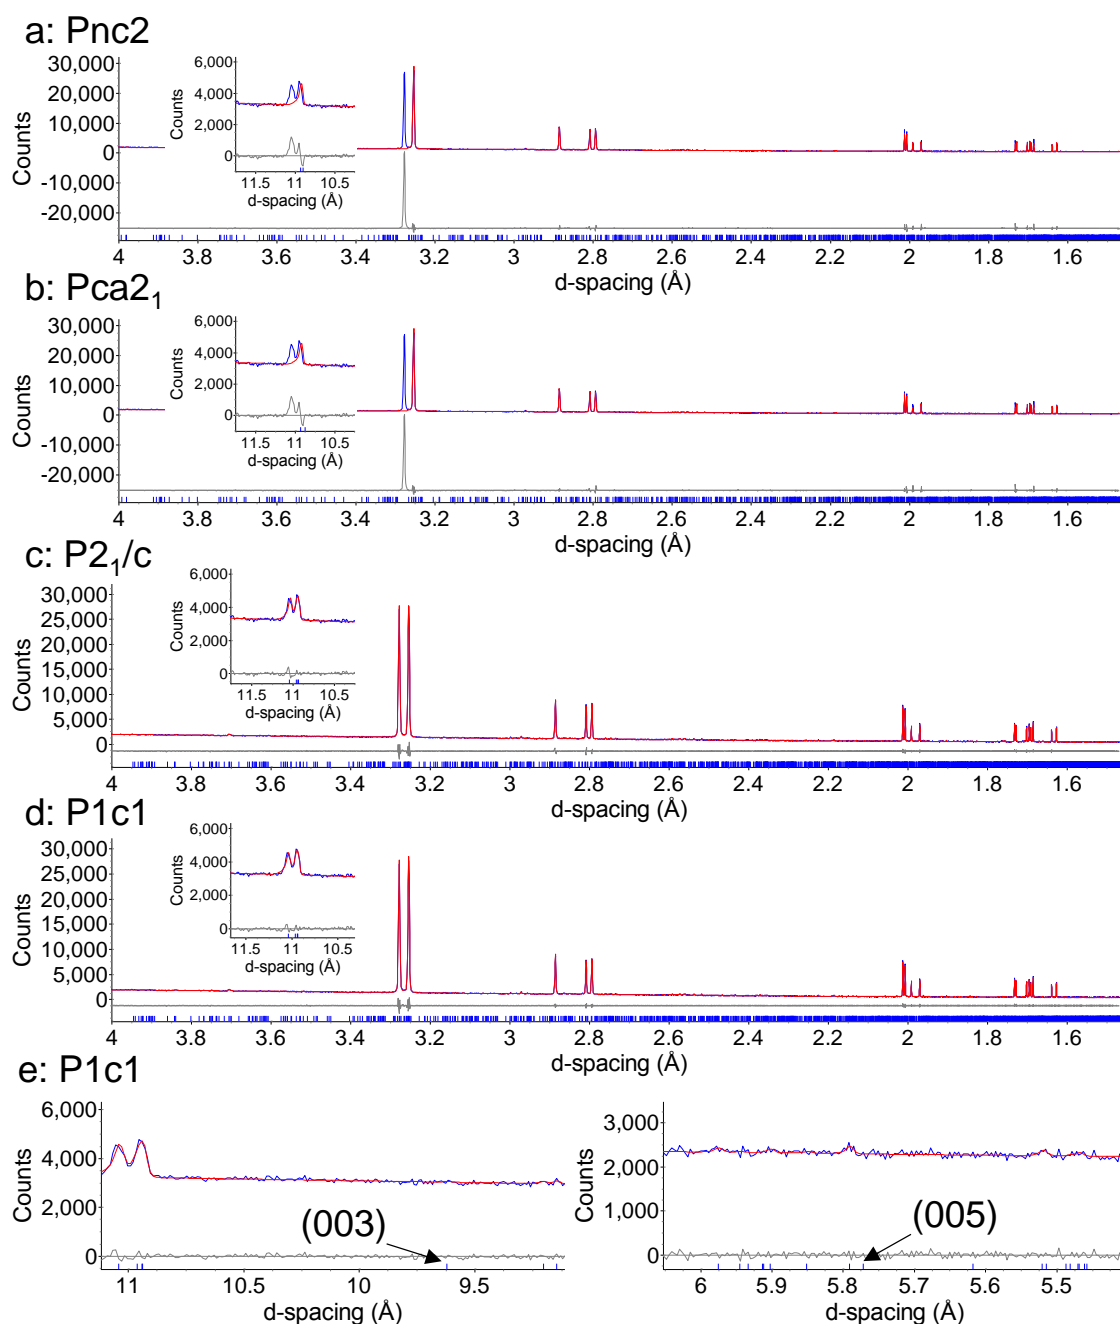 a: Pnc2
Counts
30,000
20,000
10,000
0
-10,000
-20,000
Counts
6,000
4,000
2,000
0
11.5 11 10.5
d-spacing (Å)
4 3.8 3.6 3.4 3.2 3 2.8 2.6 2.4 2.2 2 1.8 1.6
d-spacing (Å)
b: Pca2₁
Counts
30,000
20,000
10,000
0
-10,000
-20,000
Counts
6,000
4,000
2,000
0
11.5 11 10.5
d-spacing (Å)
4 3.8 3.6 3.4 3.2 3 2.8 2.6 2.4 2.2 2 1.8 1.6
d-spacing (Å)
c: P2₁/c
Counts
30,000
25,000
20,000
15,000
10,000
5,000
0
Counts
6,000
4,000
2,000
0
11.5 11 10.5
d-spacing (Å)
4 3.8 3.6 3.4 3.2 3 2.8 2.6 2.4 2.2 2 1.8 1.6
d-spacing (Å)
d: P1c1
Counts
30,000
25,000
20,000
15,000
10,000
5,000
0
Counts
6,000
4,000
2,000
0
11.5 11 10.5
d-spacing (Å)
4 3.8 3.6 3.4 3.2 3 2.8 2.6 2.4 2.2 2 1.8 1.6
d-spacing (Å)
e: P1c1
Counts
6,000
4,000
2,000
0
(003)
11 10.5 10 9.5
d-spacing (Å)
Counts
3,000
2,000
1,000
0
(005)
6 5.9 5.8 5.7 5.6 5.5
d-spacing (Å)